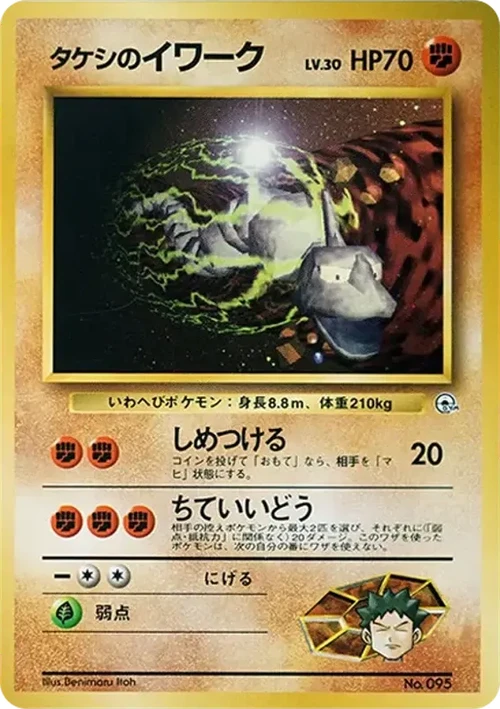 タケシのイワーク LV.30 HP70
いわへびポケモン：身長8.8m、体重210kg
しめつける 20
コインを投げて「おもて」なら、相手を「マ
ヒ」状態にする。
ちていいどう
相手の控えポケモンから最大2匹を選び、それぞれに（「弱
点・抵抗力」に関係なく）20ダメージ。このワザを使った
ポケモンは、次の自分の番にワザを使えない。
にげる
弱点
Illus.Benimaru Itoh No.095